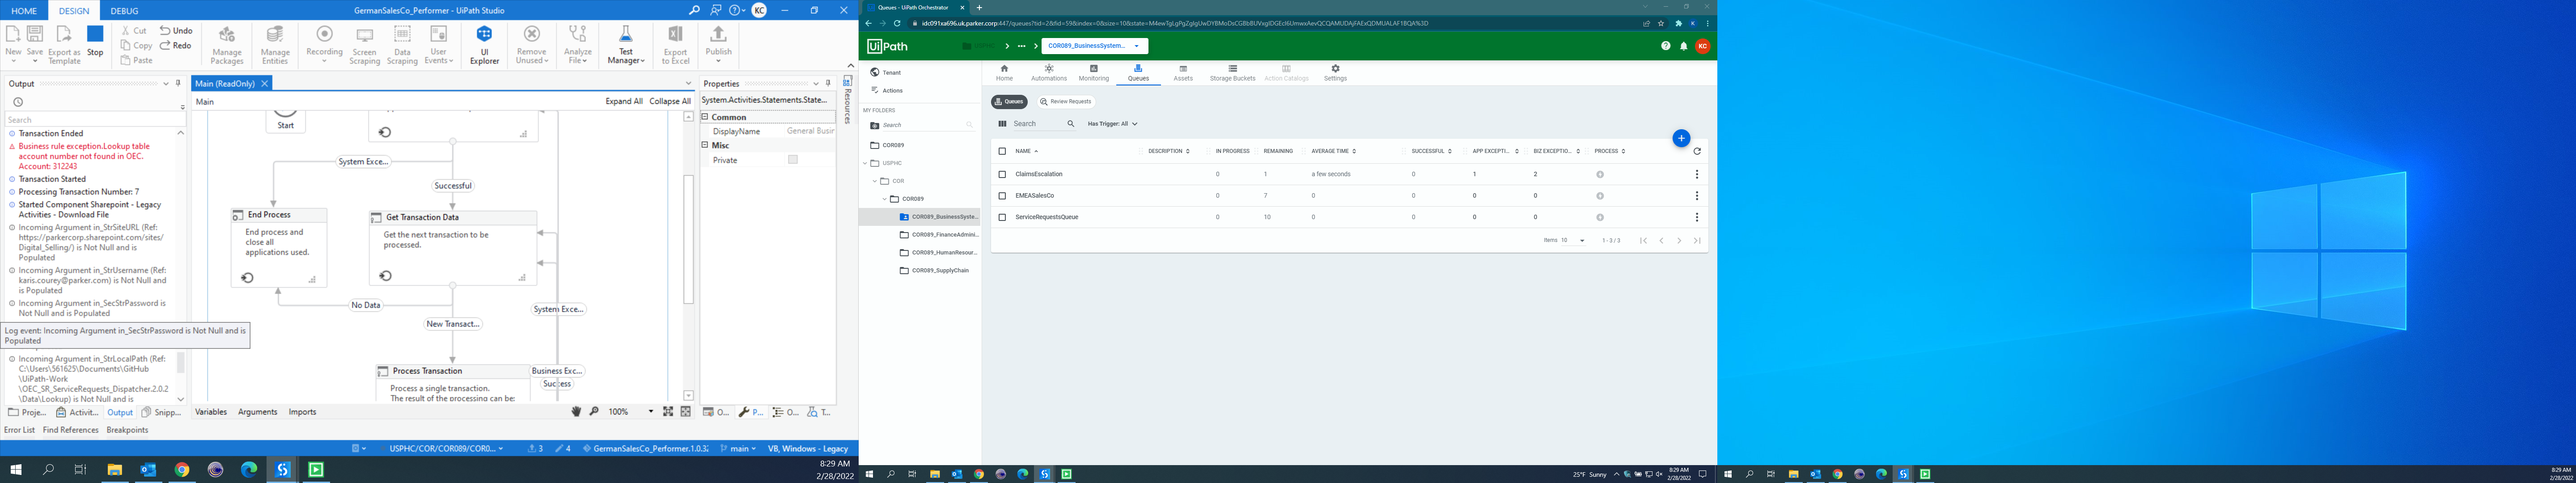 HOME
DESIGN
DEBUG
GermanSalesCo_Performer - UiPath Studio
KC
New
Save
Export as Template
Stop
Cut
Copy
Paste
Undo
Redo
Manage Packages
Manage Entities
Recording
Screen Scraping
Data Scraping
User Events
UI Explorer
Remove Unused
Analyze File
Test Manager
Export to Excel
Publish
Output
Search
Transaction Ended
Business rule exception.Lookup table
account number not found in OEC.
Account: 312243
Transaction Started
Processing Transaction Number: 7
Started Component Sharepoint - Legacy
Activities - Download File
Incoming Argument in_StrSiteURL (Ref:
https://parkercorp.sharepoint.com/sites/
Digital_Selling/) is Not Null and is
Populated
Incoming Argument in_StrUsername (Ref:
karis.courey@parker.com) is Not Null and
is Populated
Incoming Argument in_SecStrPassword is
Not Null and is Populated
Log event: Incoming Argument in_SecStrPassword is Not Null and is
Populated
Incoming Argument in_StrLocalPath (Ref:
C:\Users\561625\Documents\GitHub
\UiPath-Work
\OEC_SR_ServiceRequests_Dispatcher.2.0.2
\Data\Lookup) is Not Null and is
Proje...
Activit...
Output
Snipp...
Error List
Find References
Breakpoints
Main (ReadOnly)
Main
Expand All
Collapse All
Start
System Exce...
Successful
End Process
End process and
close all
applications used.
Get Transaction Data
Get the next transaction to be
processed.
No Data
New Transact...
System Exce...
Process Transaction
Process a single transaction.
The result of the processing can be:
Business Exc...
Success
Variables
Arguments
Imports
100%
Properties
System.Activities.Statements.State...
Common
DisplayName
General Busir
Misc
Private
Resources
O...
P...
O...
T...
USPHC/COR/COR089/COR0...
3
4
GermanSalesCo_Performer.1.0.3
main
VB, Windows - Legacy
8:29 AM
2/28/2022
Queues - UiPath Orchestrator
UiPath
USPHC
...
COR089_BusinessSystem...
KC
Tenant
Actions
MY FOLDERS
Search
COR089
USPHC
COR
COR089
COR089_BusinessSyste...
COR089_FinanceAdmini...
COR089_HumanResour...
COR089_SupplyChain
Home
Automations
Monitoring
Queues
Assets
Storage Buckets
Action Catalogs
Settings
Queues
Review Requests
Search
Has Trigger: All
NAME
DESCRIPTION
IN PROGRESS
REMAINING
AVERAGE TIME
SUCCESSFUL
APP EXCEPTI...
BIZ EXCEPTIO...
PROCESS
ClaimsEscalation 0 1 a few seconds 0 1 2
EMEASalesCo 0 7 0 0 0 0
ServiceRequestsQueue 0 10 0 0 0 0
Items 10
1 - 3 / 3
25°F Sunny
8:29 AM
2/28/2022
8:29 AM
2/28/2022